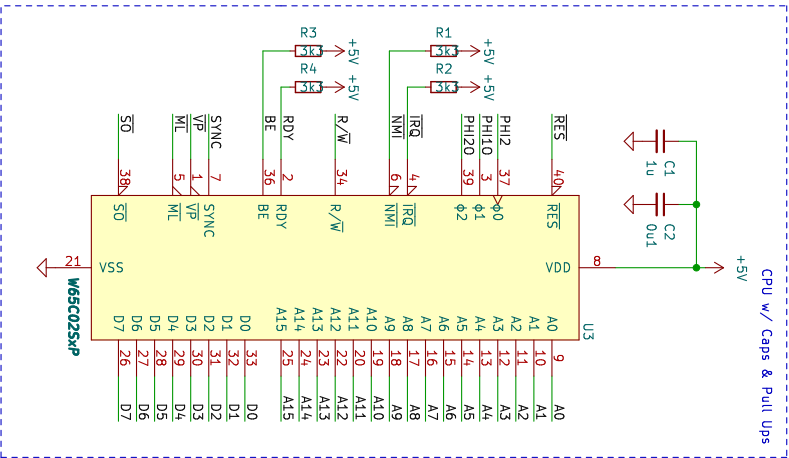 CPU w/ Caps & Pull Ups
R3
3k3
+5V
R1
3k3
+5V
R4
3k3
+5V
R2
3k3
+5V
SO
ML
VP
SYNC
BE
RDY
R/W
NMI
IRQ
PHI2O
PHI1O
PHI2
RES
C1
1u
C2
0u1
+5V
38
5
1
7
36
2
34
6
4
39
3
37
40
SO
ML
VP
SYNC
BE
RDY
R/W
NMI
IRQ
ϕ2
ϕ1
ϕ0
RES
21
VSS
VDD
8
W65C02SxP
U3
D7
D6
D5
D4
D3
D2
D1
D0
A15
A14
A13
A12
A11
A10
A9
A8
A7
A6
A5
A4
A3
A2
A1
A0
26
27
28
29
30
31
32
33
25
24
23
22
20
19
18
17
16
15
14
13
12
11
10
9
D7
D6
D5
D4
D3
D2
D1
D0
A15
A14
A13
A12
A11
A10
A9
A8
A7
A6
A5
A4
A3
A2
A1
A0